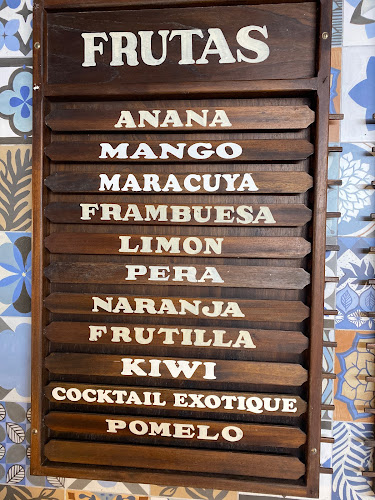 FRUTAS
ANANA
MANGO
MARACUYA
FRAMBUESA
LIMON
PERA
NARANJA
FRUTILLA
KIWI
COCKTAIL EXOTIQUE
POMELO